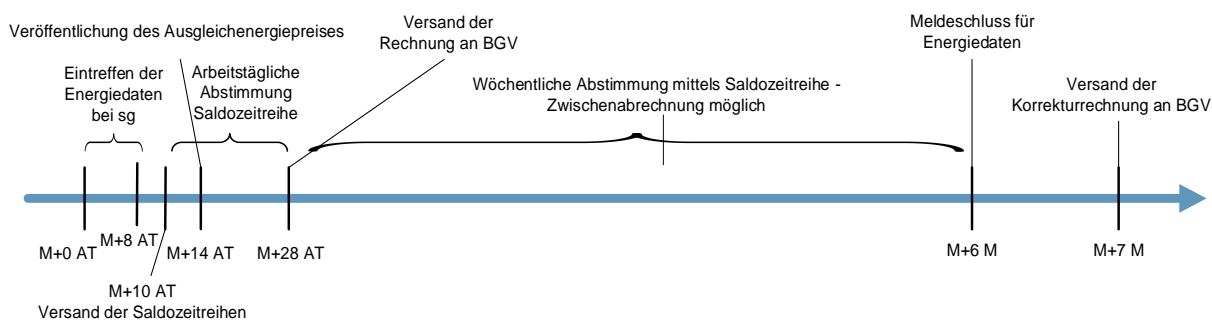 Veröffentlichung des Ausgleichenergiepreises
Versand der
Rechnung an BGV
Meldeschluss für
Energiedaten
Eintreffen der
Energiedaten
bei sg
Arbeitstägliche
Abstimmung
Saldozeitreihe
Wöchentliche Abstimmung mittels Saldozeitreihe -
Zwischenabrechnung möglich
Versand der
Korrekturrechnung an BGV
M+0 AT
M+8 AT
M+14 AT
M+28 AT
M+6 M
M+7 M
M+10 AT
Versand der Saldozeitreihen